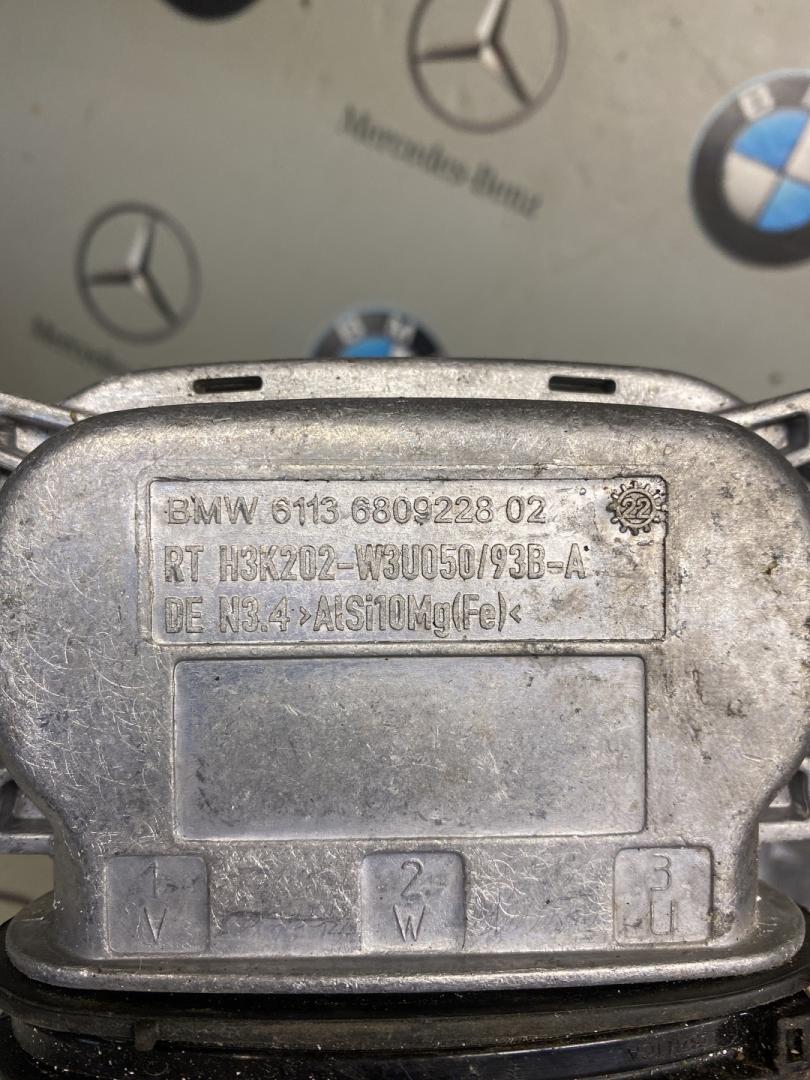 Mercedes-Benz
BMW 6113 6809228 02
22
RT H3K202-W3U050/93B-A
DE N3.4 >AlSi10Mg(Fe)<
1 2 3
V W U